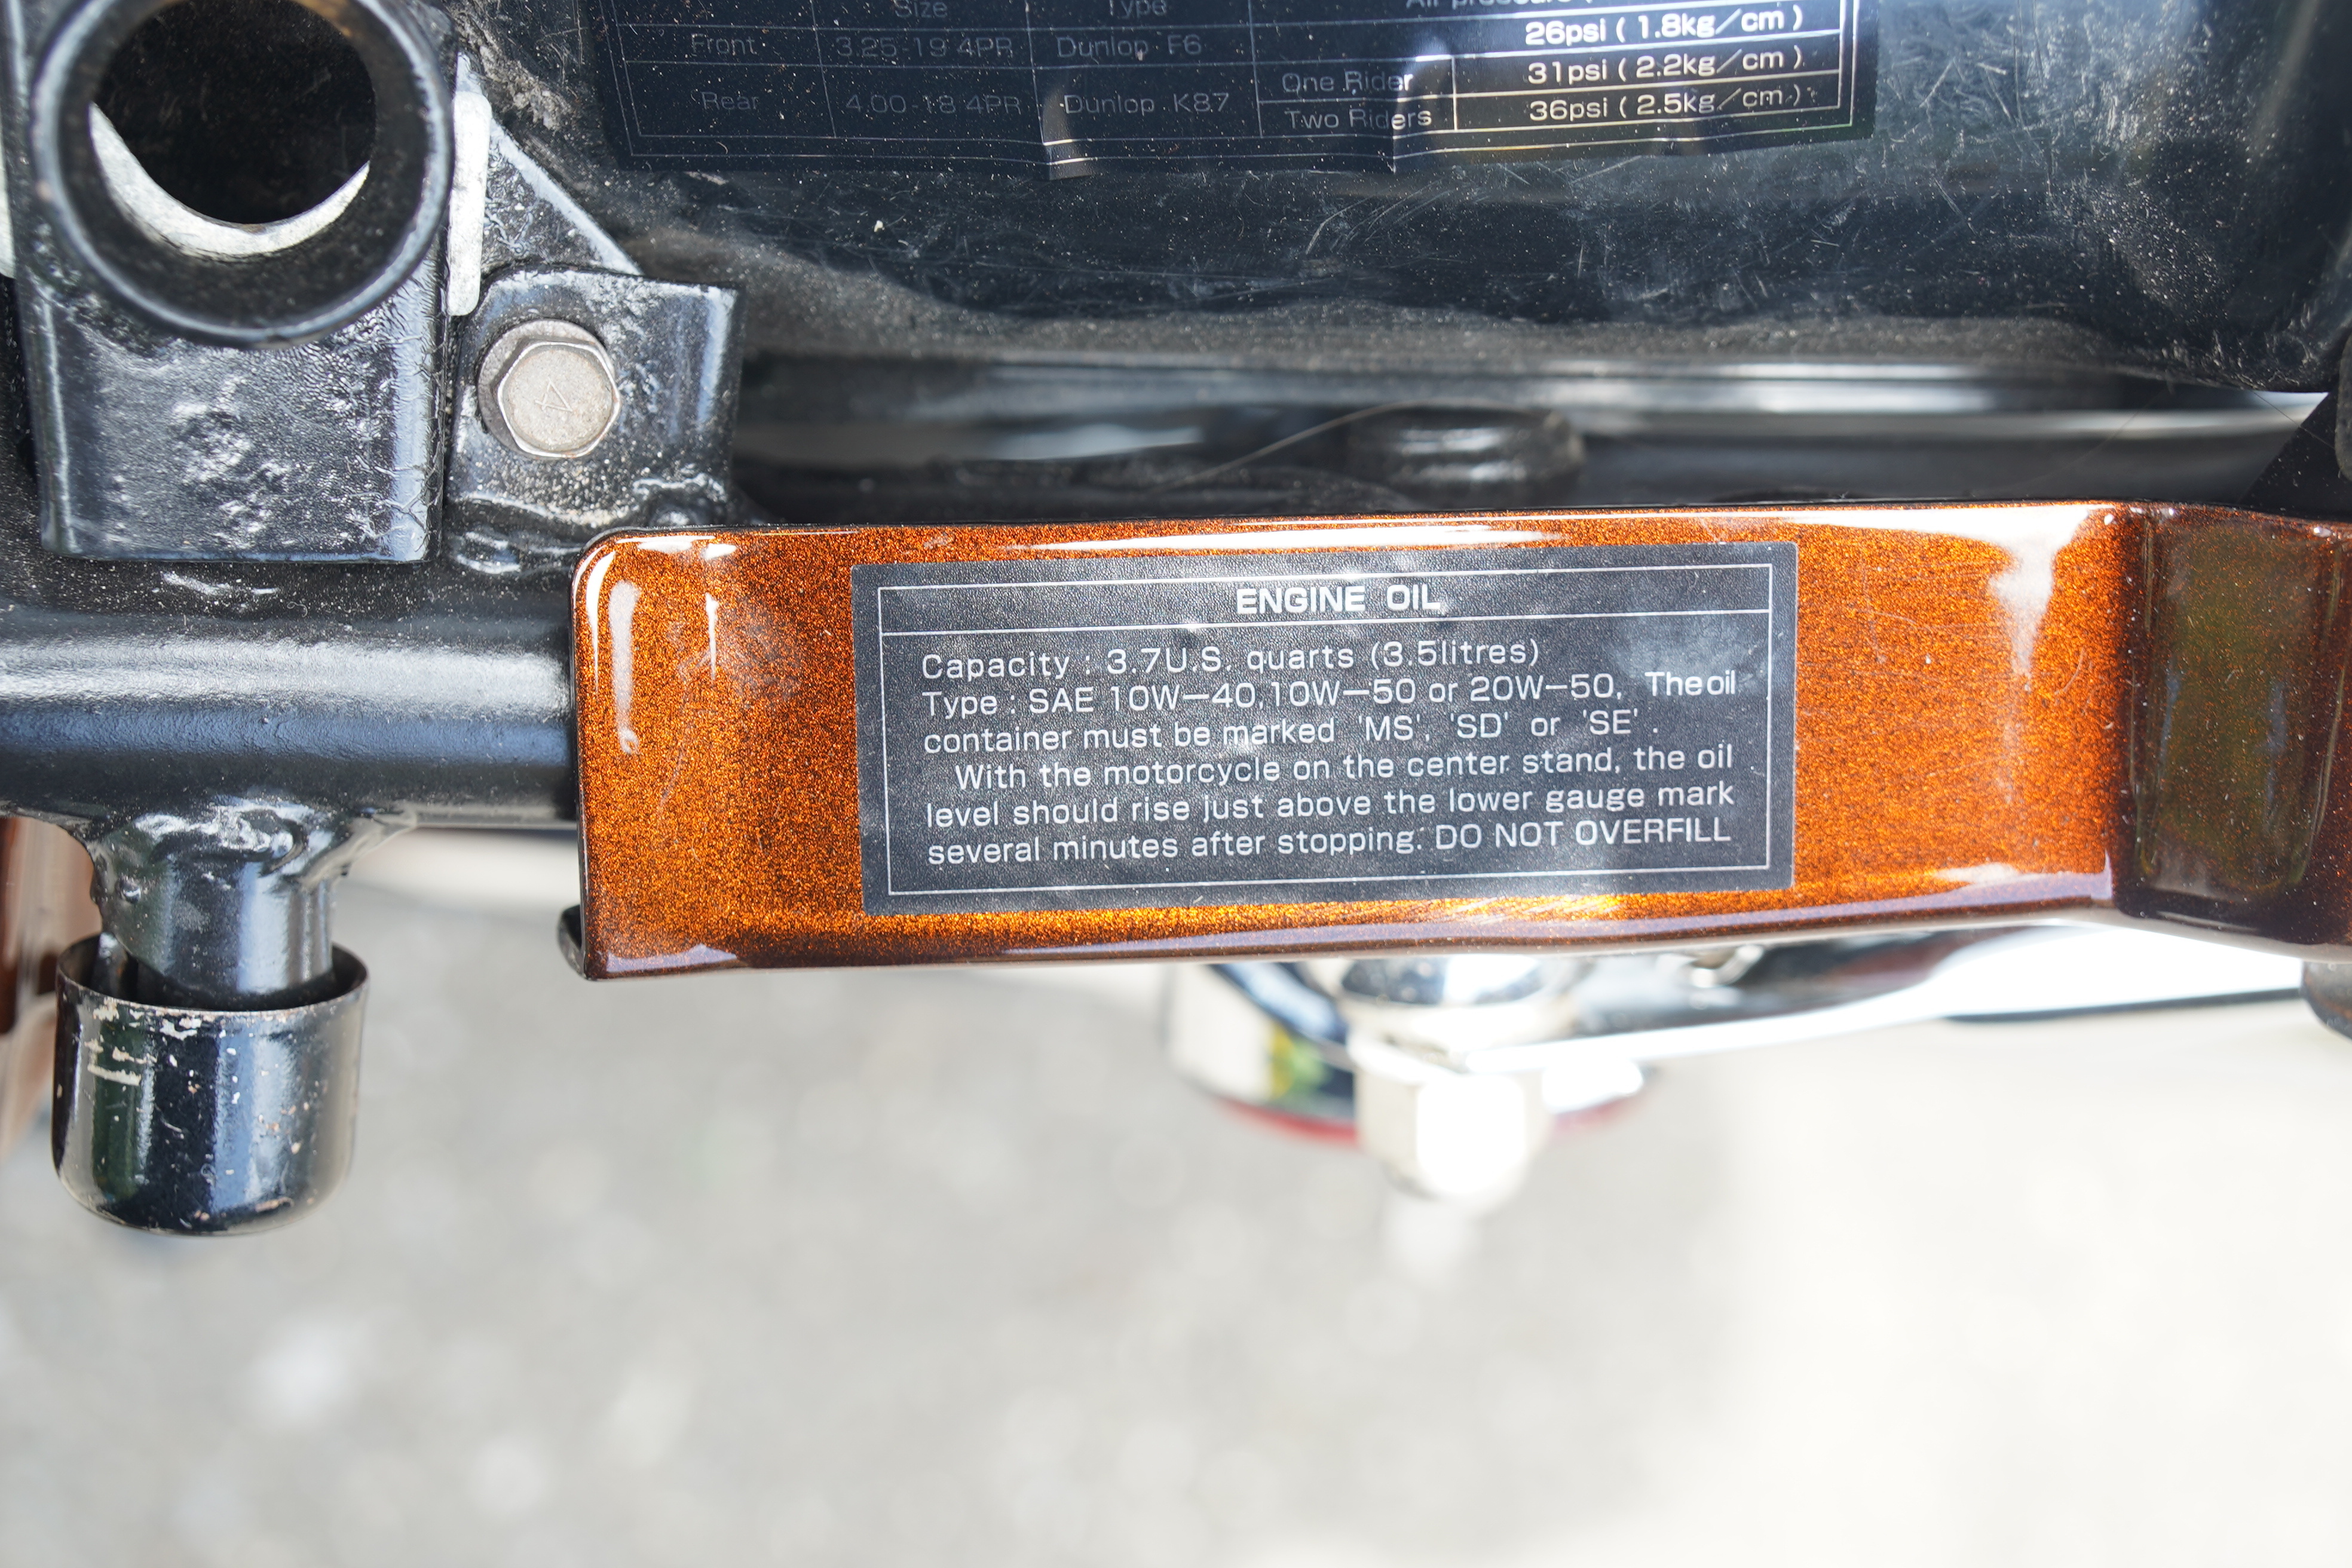 Size Type Air pressure (
Front 3.25-19 4PR Dunlop F6 26psi ( 1.8kg/cm )
Rear 4.00-18 4PR Dunlop K87 One Rider 31psi ( 2.2kg/cm )
Two Riders 36psi ( 2.5kg/cm )
ENGINE OIL
Capacity : 3.7U.S. quarts (3.5litres)
Type : SAE 10W—40,10W—50 or 20W—50, The oil
container must be marked 'MS', 'SD' or 'SE'.
With the motorcycle on the center stand, the oil
level should rise just above the lower gauge mark
several minutes after stopping. DO NOT OVERFILL